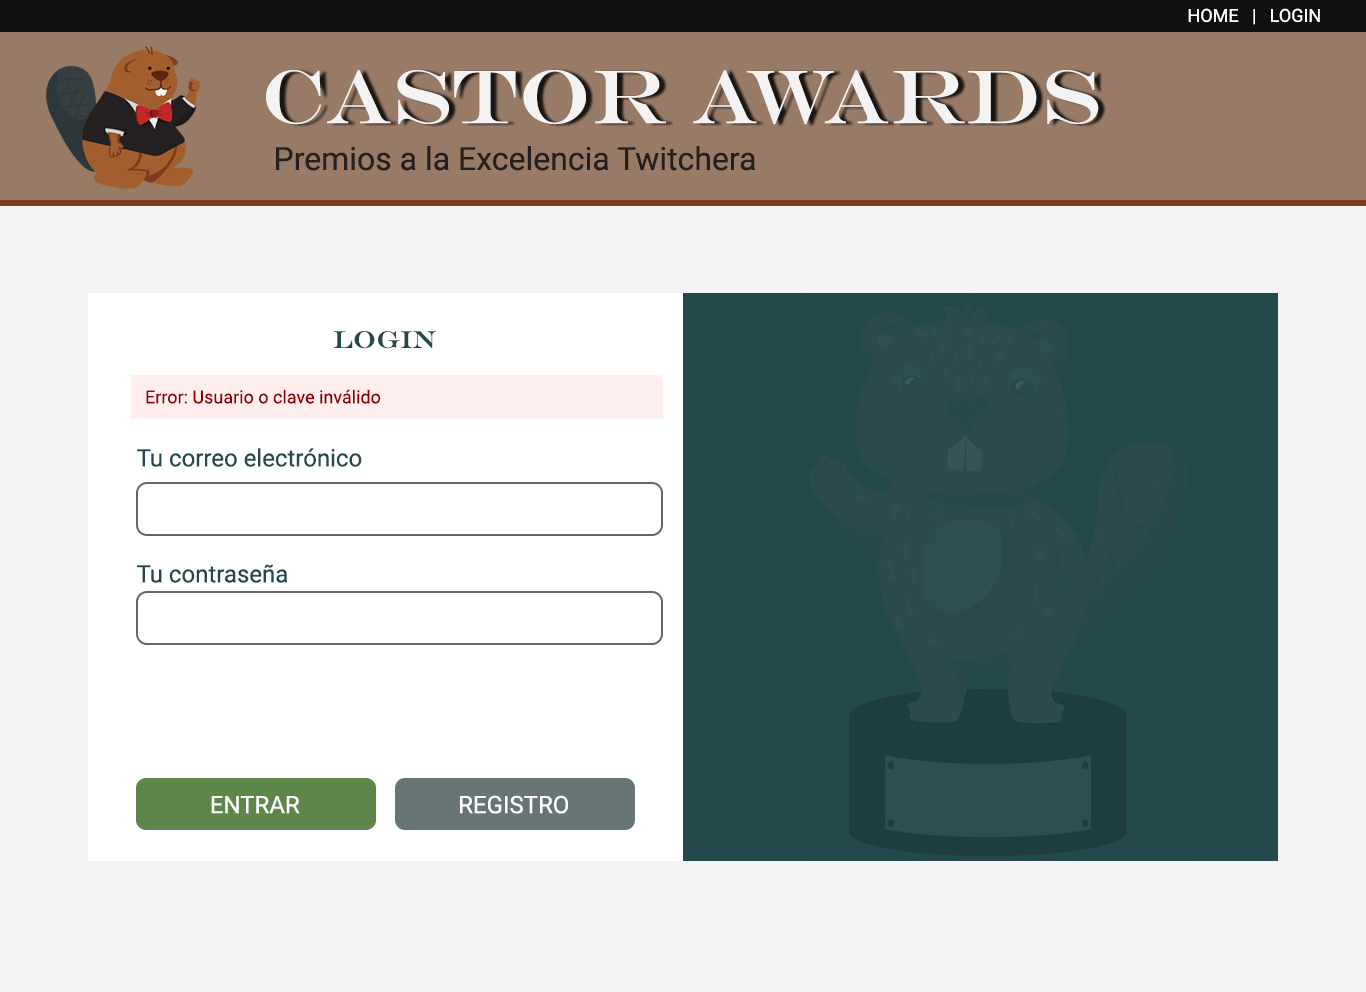 HOME | LOGIN
CASTOR AWARDS
Premios a la Excelencia Twitchera
LOGIN
Error: Usuario o clave inválido
Tu correo electrónico
Tu contraseña
ENTRAR REGISTRO